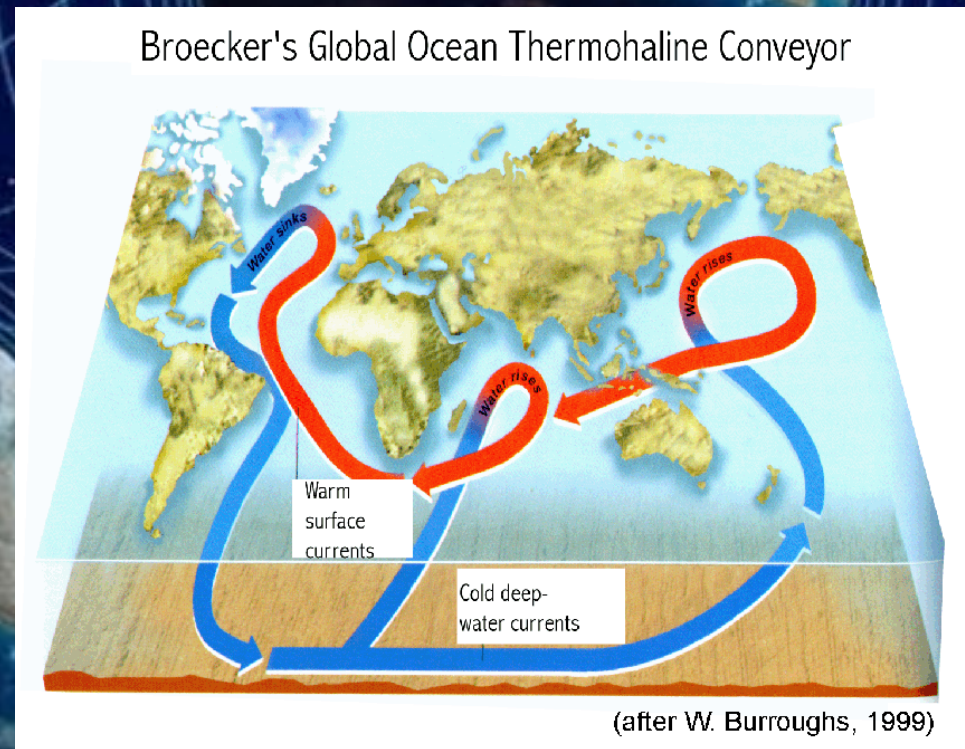 Broecker's Global Ocean Thermohaline Conveyor
Water sinks
Water rises
Water rises
Warm
surface
currents
Cold deep-
water currents
(after W. Burroughs, 1999)